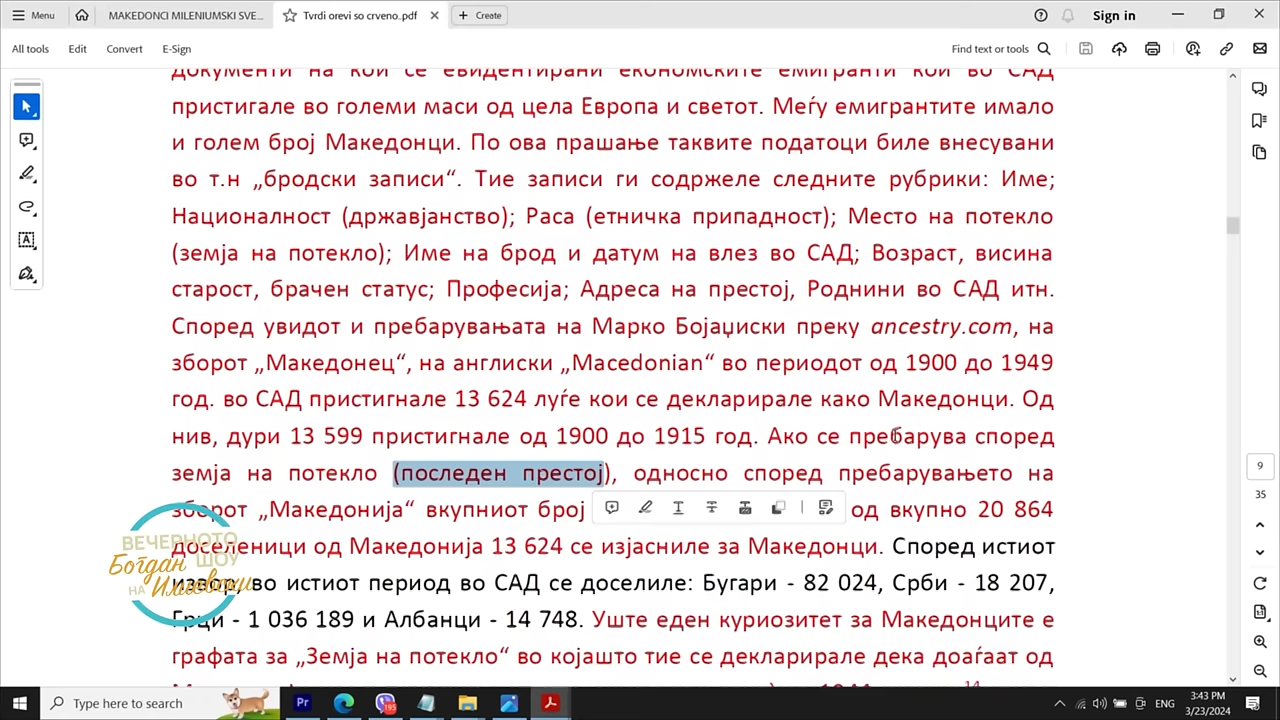 Menu
MAKEDONCI MILENIUMSKI SVE...
Tvrdi orevi so crveno.pdf
Create
Sign in
All tools Edit Convert E-Sign
Find text or tools
документи на кои се евидентирани економските емигранти кои во САД
пристигале во големи маси од цела Европа и светот. Меѓу емигрантите имало
и голем број Македонци. По ова прашање таквите податоци биле внесувани
во т.н „бродски записи“. Тие записи ги содржеле следните рубрики: Име;
Националност (државјанство); Раса (етничка припадност); Место на потекло
(земја на потекло); Име на брод и датум на влез во САД; Возраст, висина
старост, брачен статус; Професија; Адреса на престој, Роднини во САД итн.
Според увидот и пребарувањата на Марко Бојаџиски преку ancestry.com, на
зборот „Македонец“, на англиски „Macedonian“ во периодот од 1900 до 1949
год. во САД пристигнале 13 624 луѓе кои се декларирале како Македонци. Од
нив, дури 13 599 пристигнале од 1900 до 1915 год. Ако се пребарува според
земја на потекло (последен престој), односно според пребарувањето на
зборот „Македонија“ вкупниот број од вкупно 20 864
доселеници од Македонија 13 624 се изјасниле за Македонци. Според истиот
извор, во истиот период во САД се доселиле: Бугари - 82 024, Срби - 18 207,
Грци - 1 036 189 и Албанци - 14 748. Уште еден куриозитет за Македонците е
графата за „Земја на потекло“ во којашто тие се декларирале дека доаѓаат од
ВЕЧЕРНОТО
ШОУ
НА
Богдан
Илиевски
9
35
Type here to search
Pr
195
ENG
3:43 PM
3/23/2024